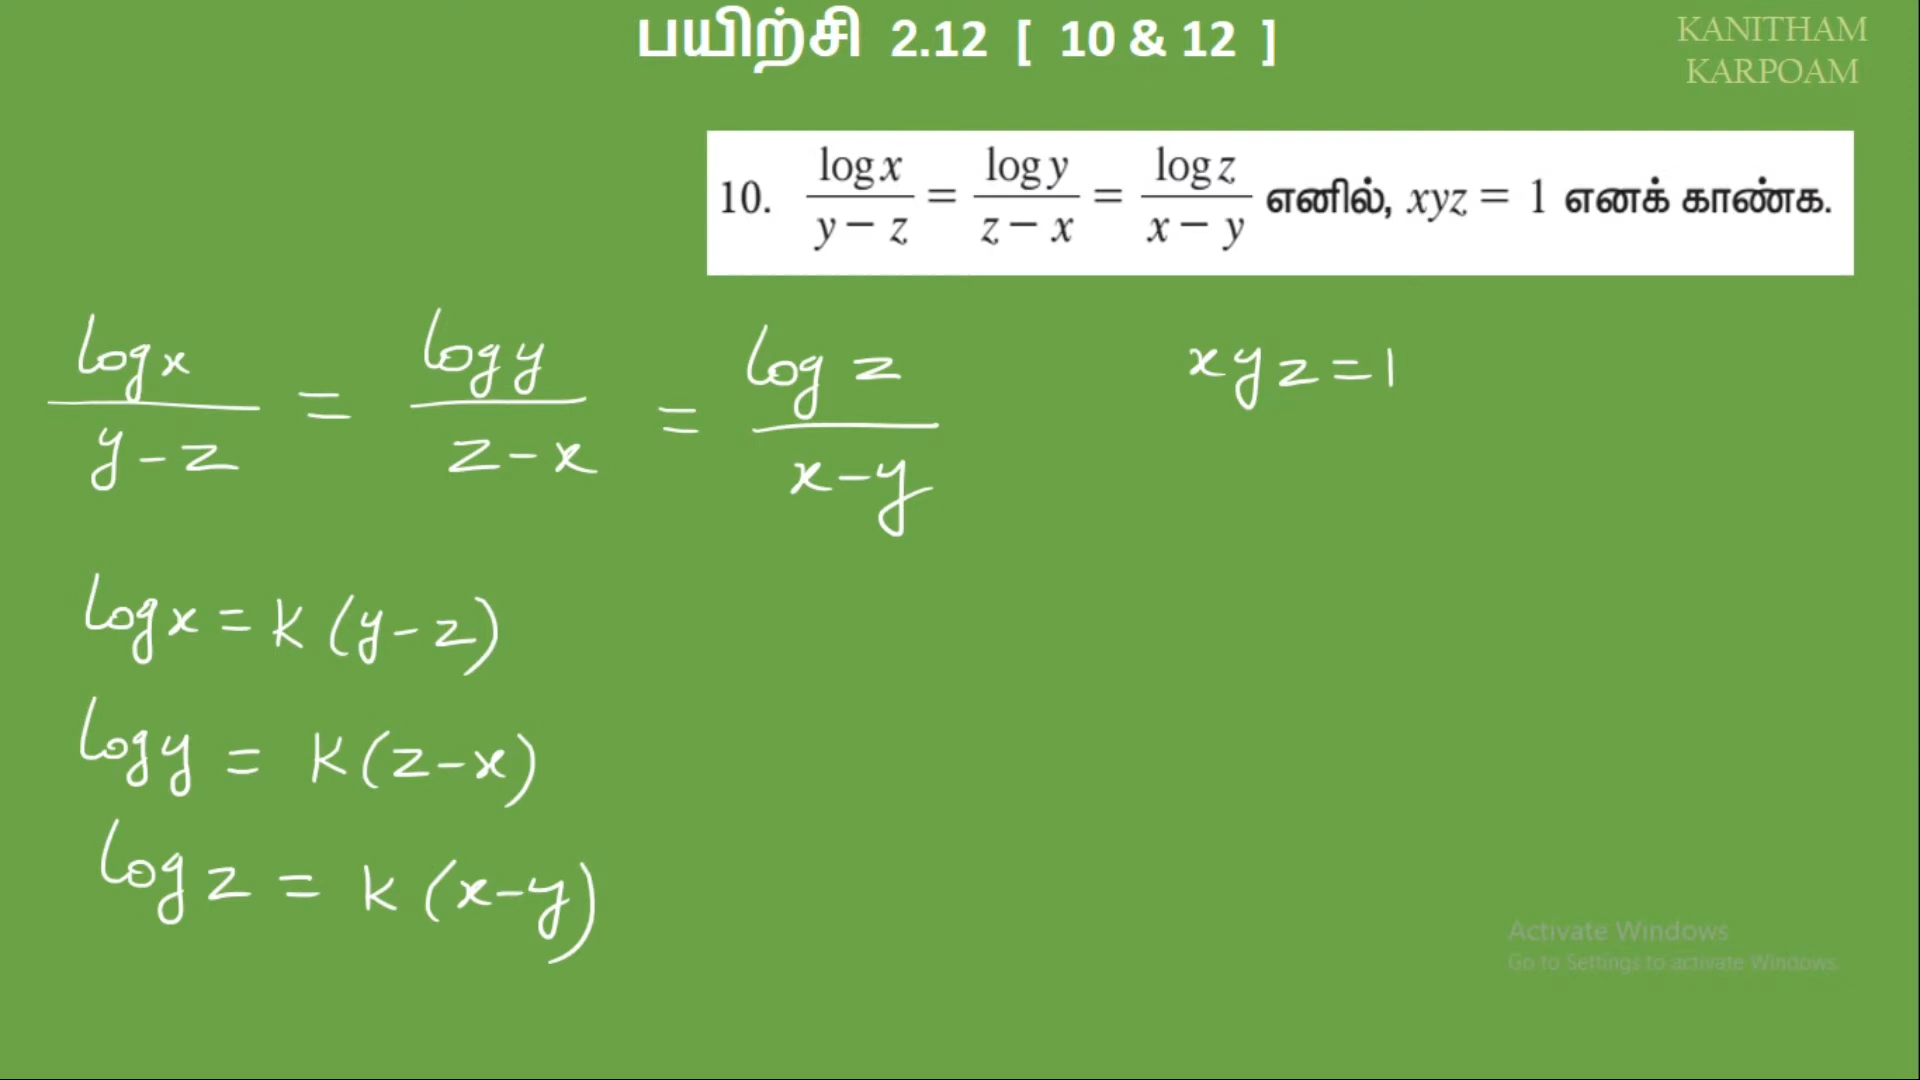 பயிற்சி 2.12 [ 10 & 12 ]
KANITHAM
KARPOAM
10. log x / y − z = log y / z − x = log z / x − y எனில், xyz = 1 எனக் காண்க.
log x / y − z = log y / z − x = log z / x − y
xyz = 1
log x = k (y − z)
log y = k (z − x)
log z = k (x − y)
Activate Windows
Go to Settings to activate Windows.